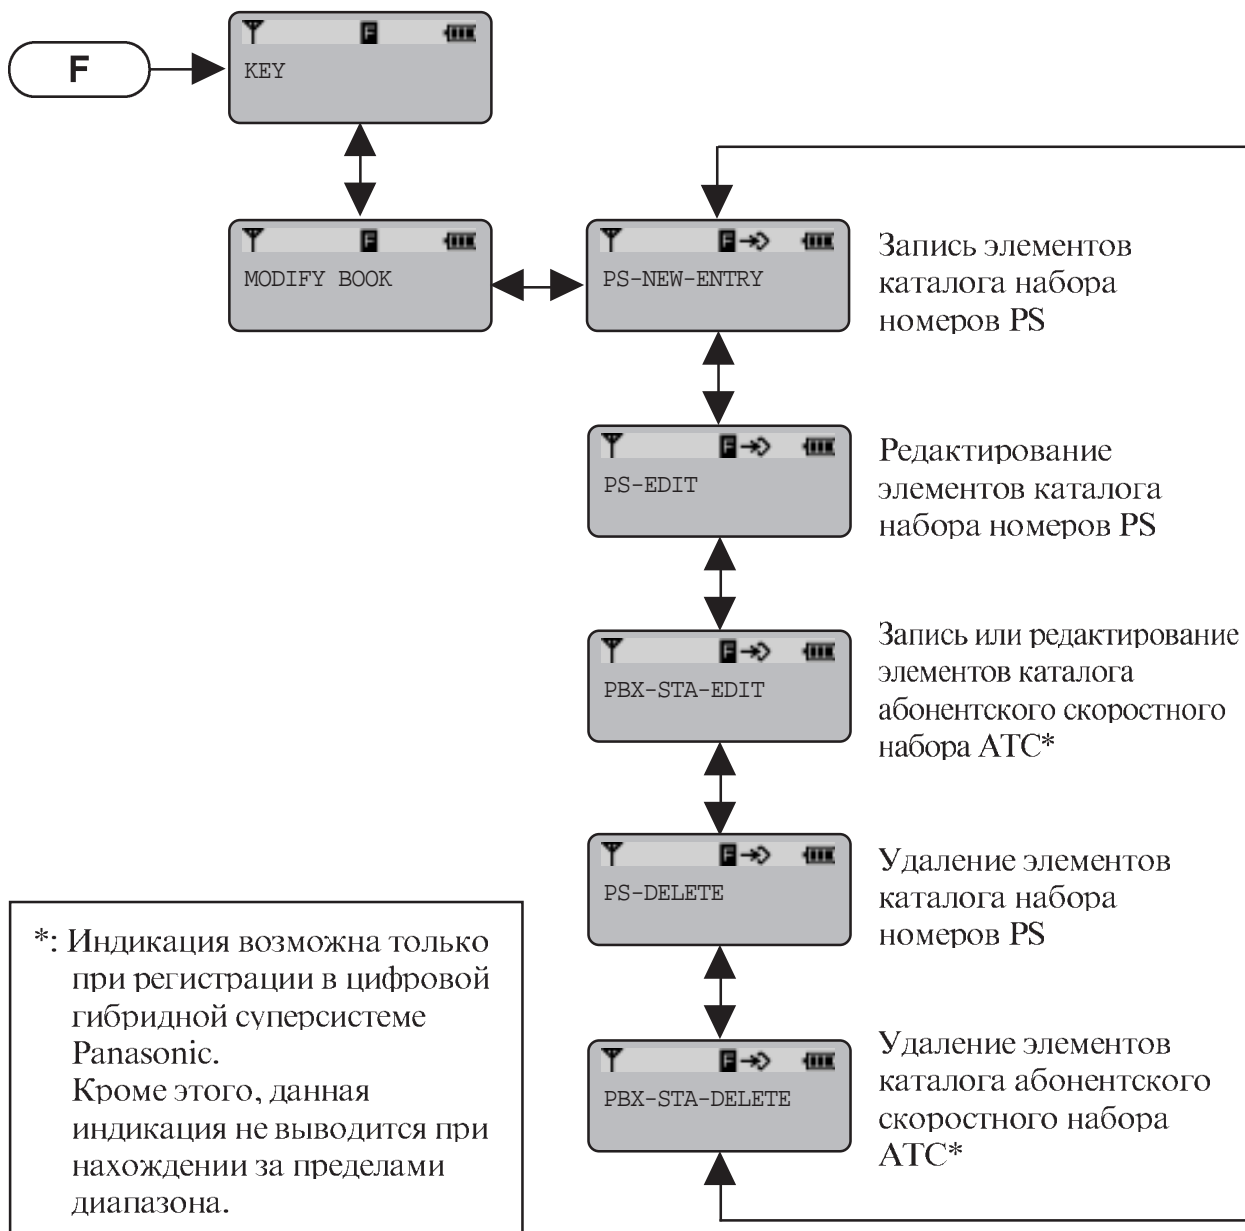 F
KEY
MODIFY BOOK
F
PS-NEW-ENTRY
F
Запись элементов
каталога набора
номеров PS
F
PS-EDIT
F
Редактирование
элементов каталога
набора номеров PS
PBX-STA-EDIT
F
Запись или редактирование
элементов каталога
абонентского скоростного
набора АТС*
PS-DELETE
F
Удаление элементов
каталога набора
номеров PS
PBX-STA-DELETE
F
Удаление элементов
каталога абонентского
скоростного набора
АТС*
*: Индикация возможна только
при регистрации в цифровой
гибридной суперсистеме
Panasonic.
Кроме этого, данная
индикация не выводится при
нахождении за пределами
диапазона.